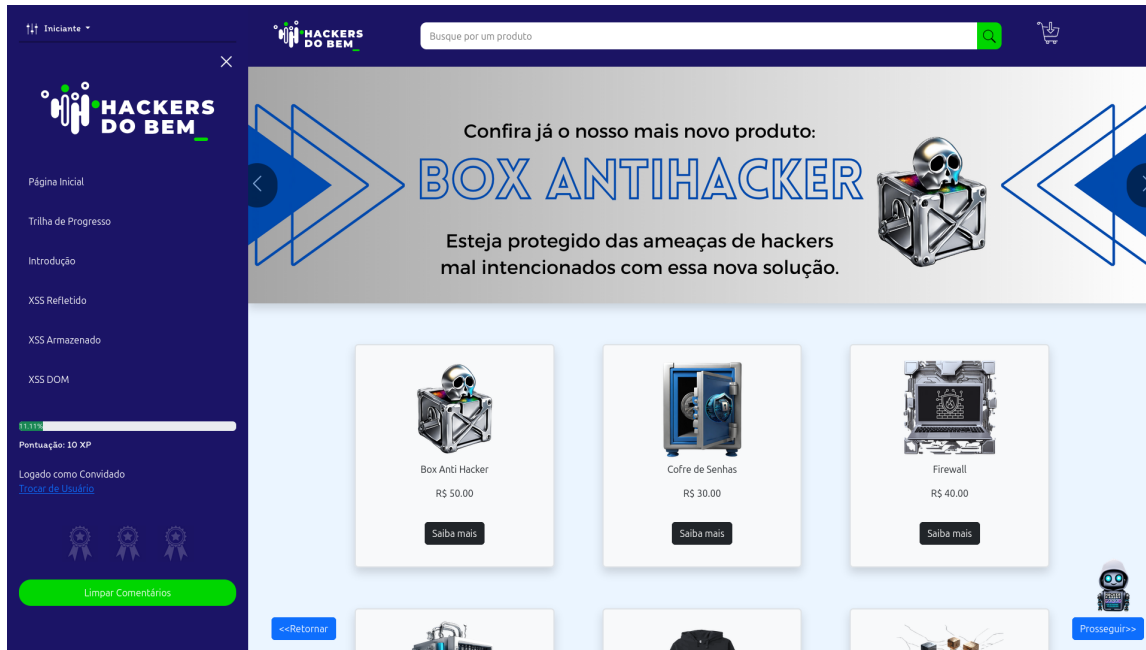 Iniciante
HACKERS
DO BEM_
Página Inicial
Trilha de Progresso
Introdução
XSS Refletido
XSS Armazenado
XSS DOM
11.11%
Pontuação: 10 XP
Logado como Convidado
Trocar de Usuário
Limpar Comentários
HACKERS
DO BEM_
Busque por um produto
Confira já o nosso mais novo produto:
BOX ANTIHACKER
Esteja protegido das ameaças de hackers
mal intencionados com essa nova solução.
Box Anti Hacker
R$ 50.00
Saiba mais
Cofre de Senhas
R$ 30.00
Saiba mais
Firewall
R$ 40.00
Saiba mais
<<Retornar
Prosseguir>>